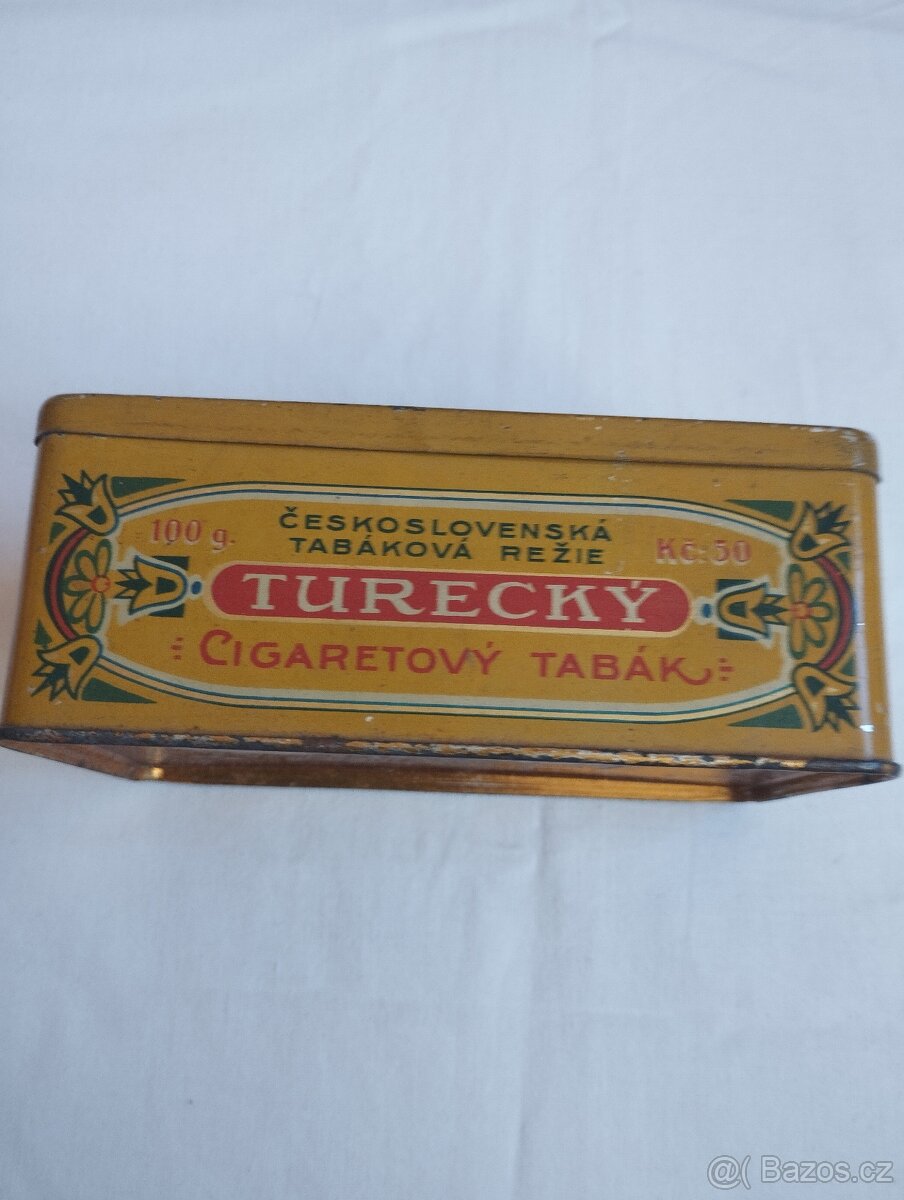 100 g.
ČESKOSLOVENSKÁ
TABÁKOVÁ REŽIE
Kč: 50
TURECKÝ
CIGARETOVÝ TABÁK
@( Bazos.cz